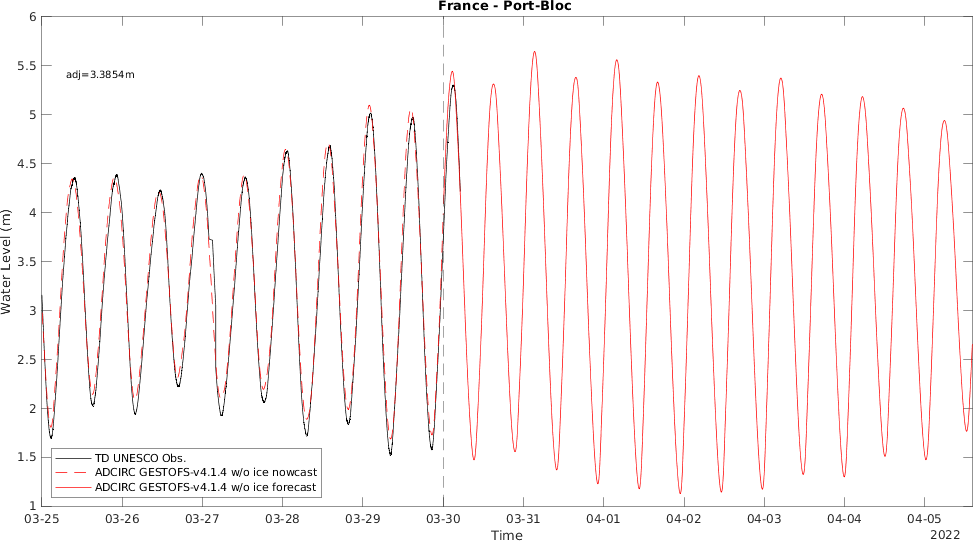 France - Port-Bloc
adj=3.3854m
6
5.5
5
4.5
4
3.5
3
2.5
2
1.5
1
Water Level (m)
TD UNESCO Obs.
ADCIRC GESTOFS-v4.1.4 w/o ice nowcast
ADCIRC GESTOFS-v4.1.4 w/o ice forecast
03-25 03-26 03-27 03-28 03-29 03-30 03-31 04-01 04-02 04-03 04-04 04-05
Time
2022